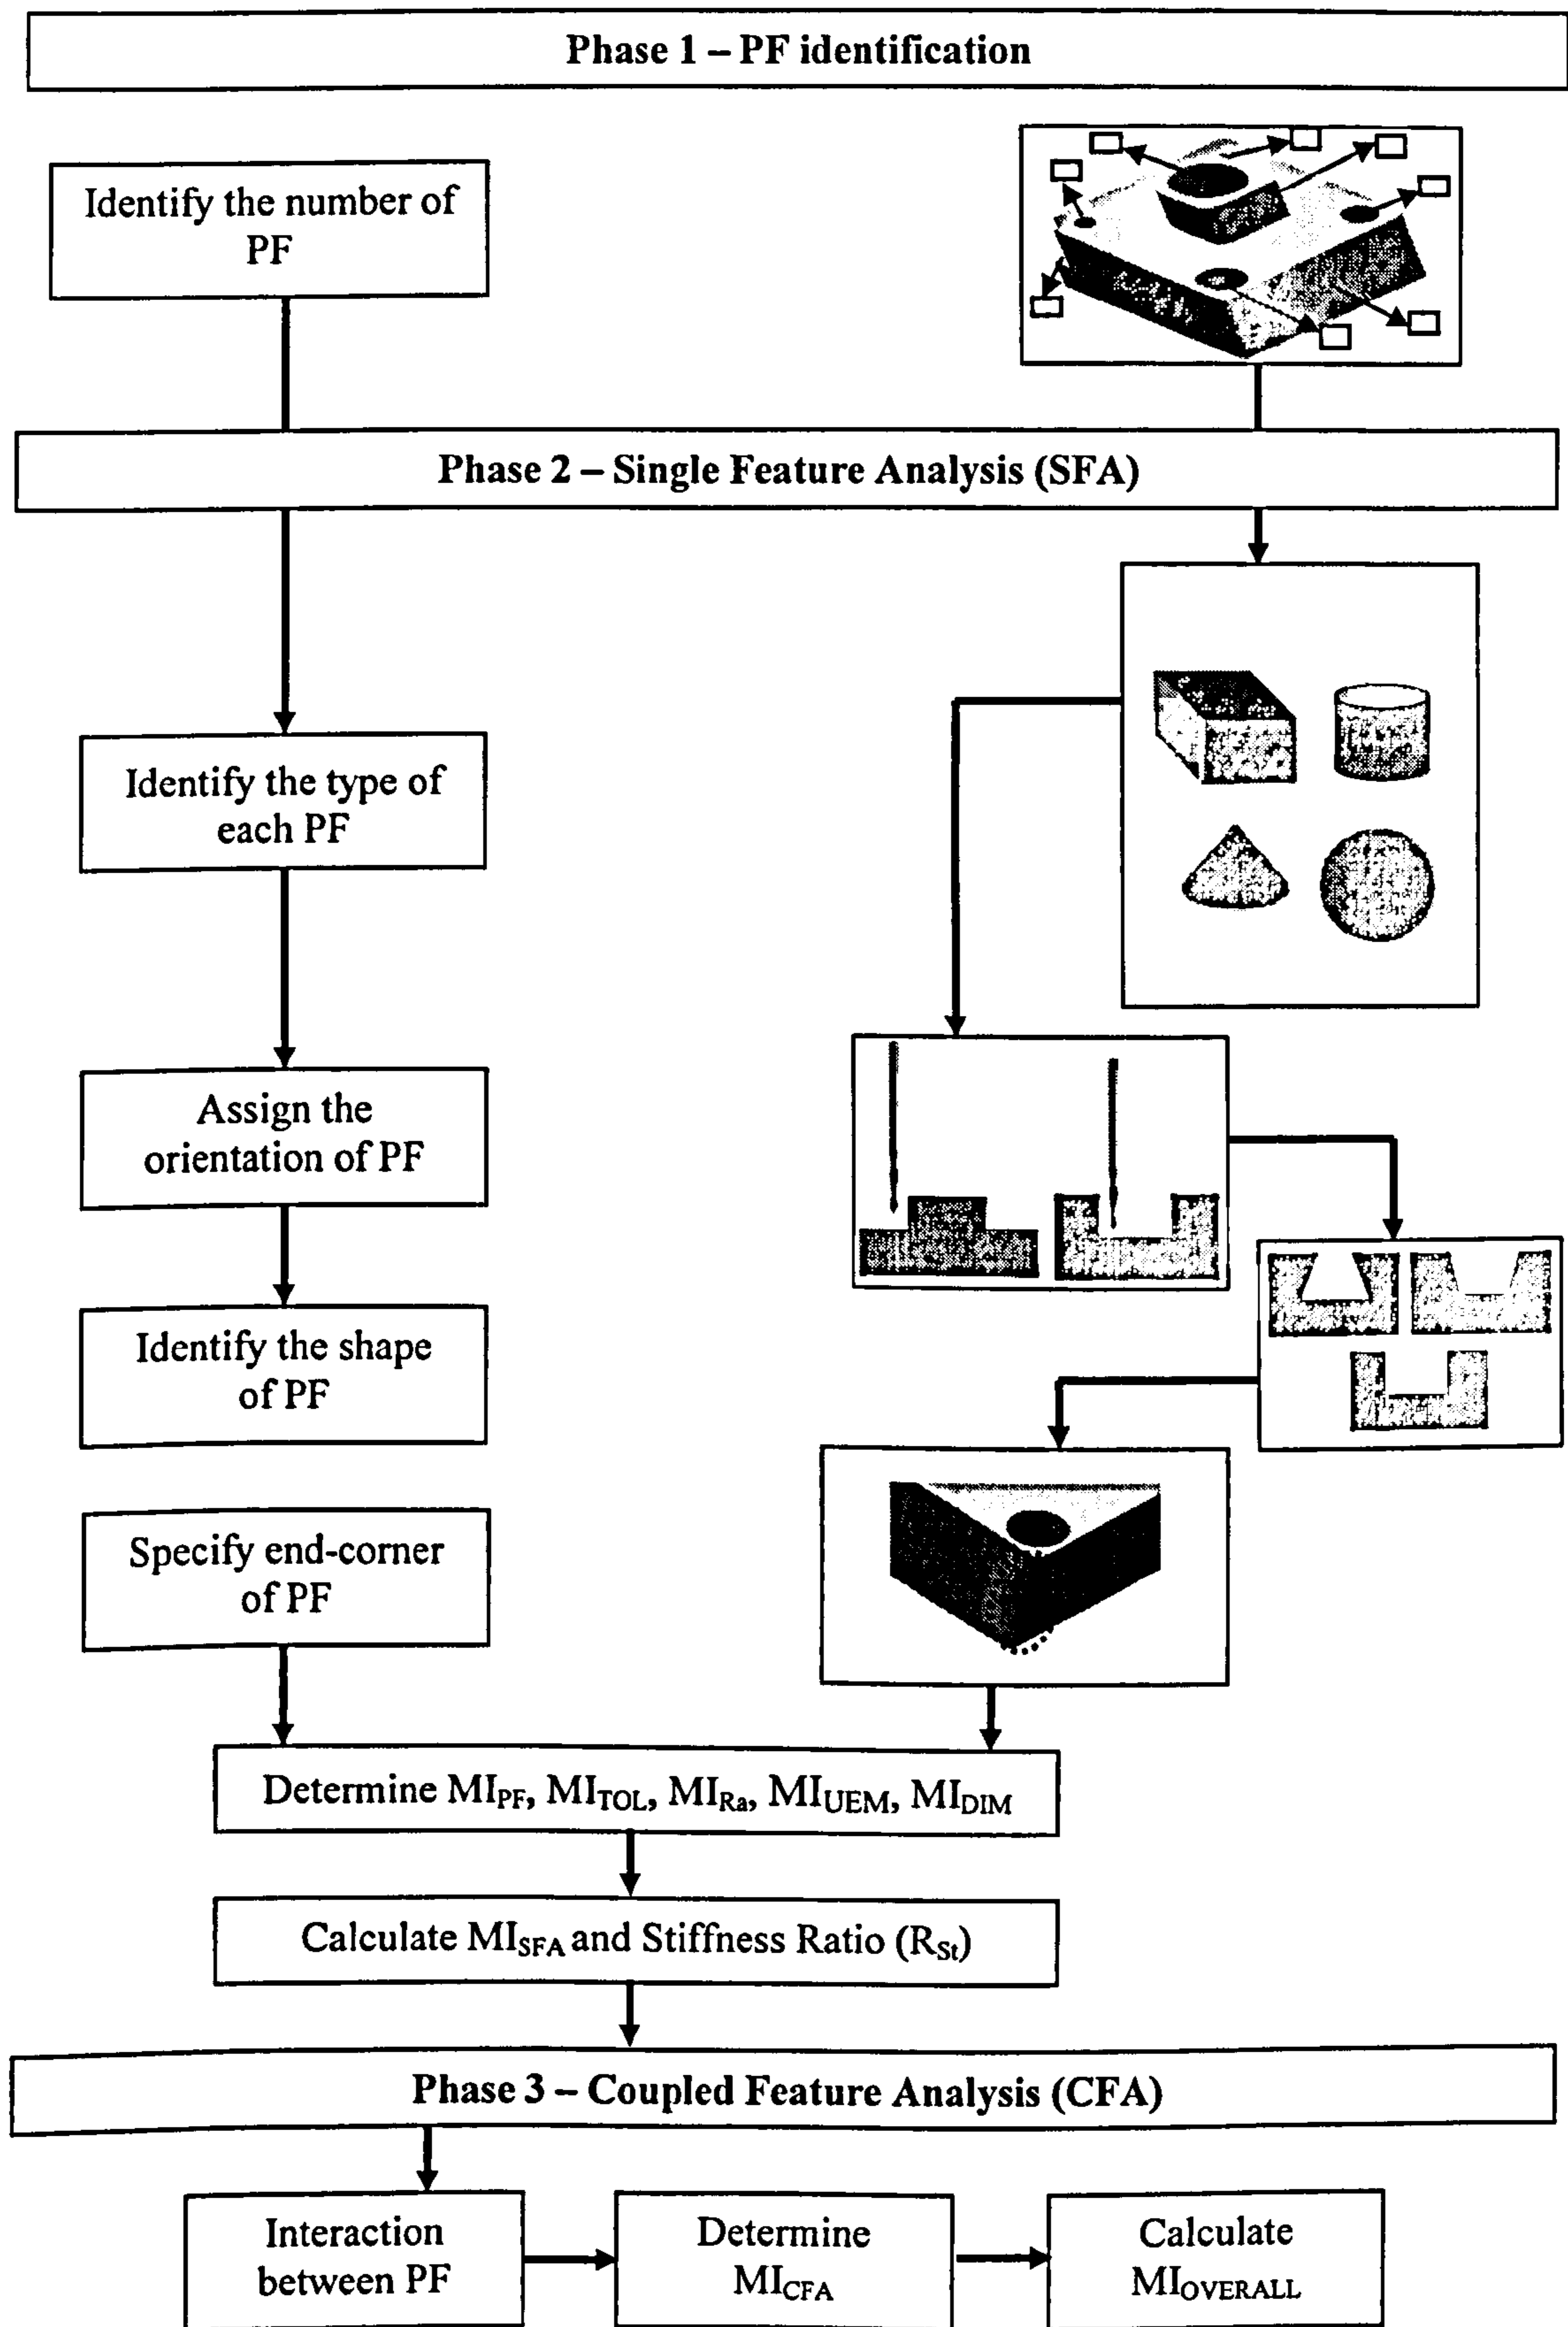 Phase 1 – PF identification
Identify the number of
PF
Phase 2 – Single Feature Analysis (SFA)
Identify the type of
each PF
Assign the
orientation of PF
Identify the shape
of PF
Specify end-corner
of PF
Determine MIPF, MITOL, MIRa, MIUEM, MIDIM
Calculate MISFA and Stiffness Ratio (RSt)
Phase 3 – Coupled Feature Analysis (CFA)
Interaction
between PF
Determine
MICFA
Calculate
MIOVERALL